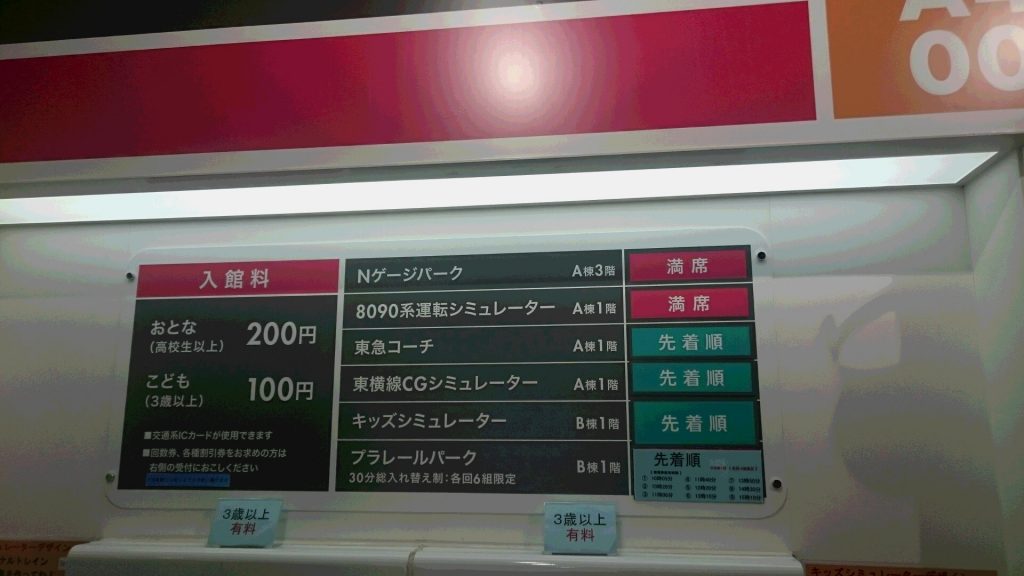 00
入館料
おとな
(高校生以上)
200円
こども
(3歳以上)
100円
■交通系ICカードが使用できます
■回数券、各種割引券をお求めの方は
右側の受付におこしください
Nゲージパーク A棟3階 満席
8090系運転シミュレーター A棟1階 満席
東急コーチ A棟1階 先着順
東横線CGシミュレーター A棟1階 先着順
キッズシミュレーター B棟1階 先着順
プラレールパーク B棟1階 先着順
30分総入れ替え制:各回6組限定
3歳以上
有料
3歳以上
有料